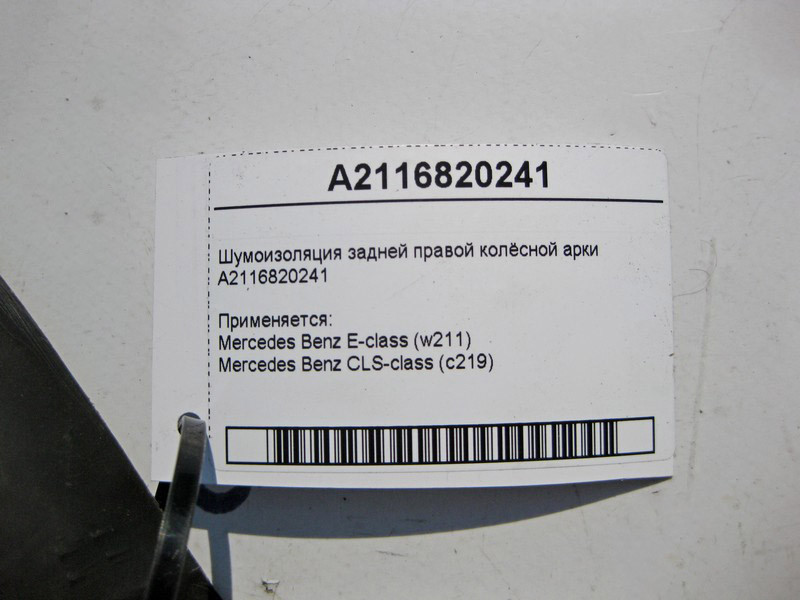 A2116820241
Шумоизоляция задней правой колёсной арки
A2116820241
Применяется:
Mercedes Benz E-class (w211)
Mercedes Benz CLS-class (c219)